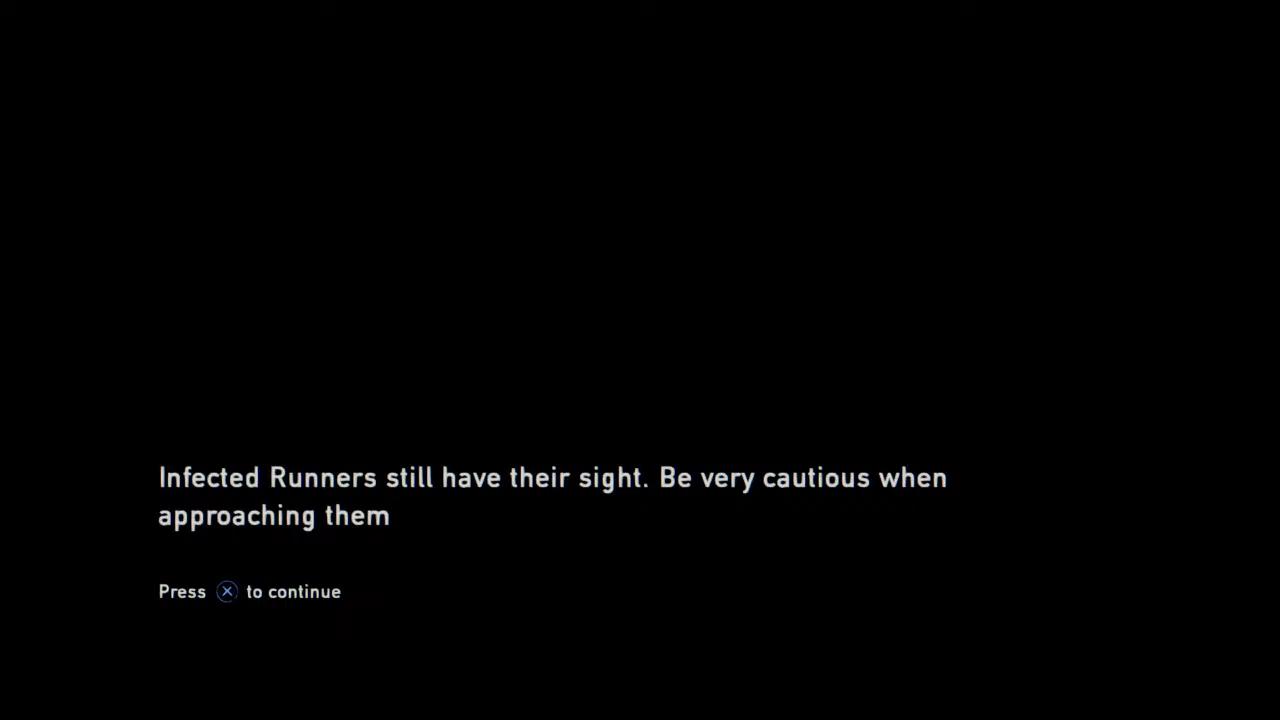 Infected Runners still have their sight. Be very cautious when
approaching them
Press ⓧ to continue